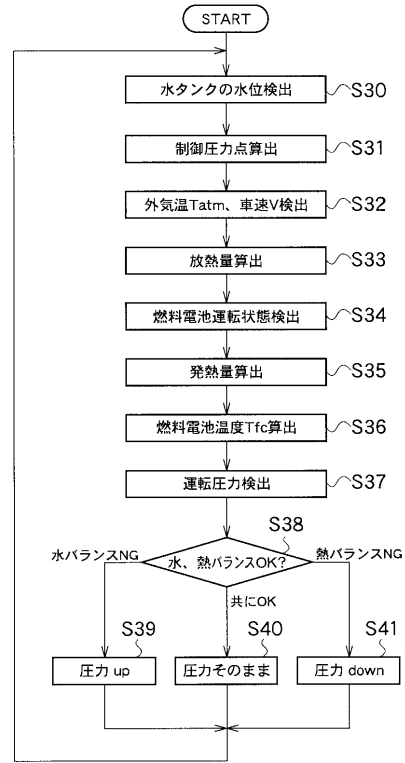 START
水タンクの水位検出
S30
制御圧力点算出
S31
外気温Tatm、車速V検出
S32
放熱量算出
S33
燃料電池運転状態検出
S34
発熱量算出
S35
燃料電池温度Tfc算出
S36
運転圧力検出
S37
S38
水バランスNG
水、熱バランスOK?
熱バランスNG
共にOK
S39
S40
S41
圧力 up
圧力そのまま
圧力 down